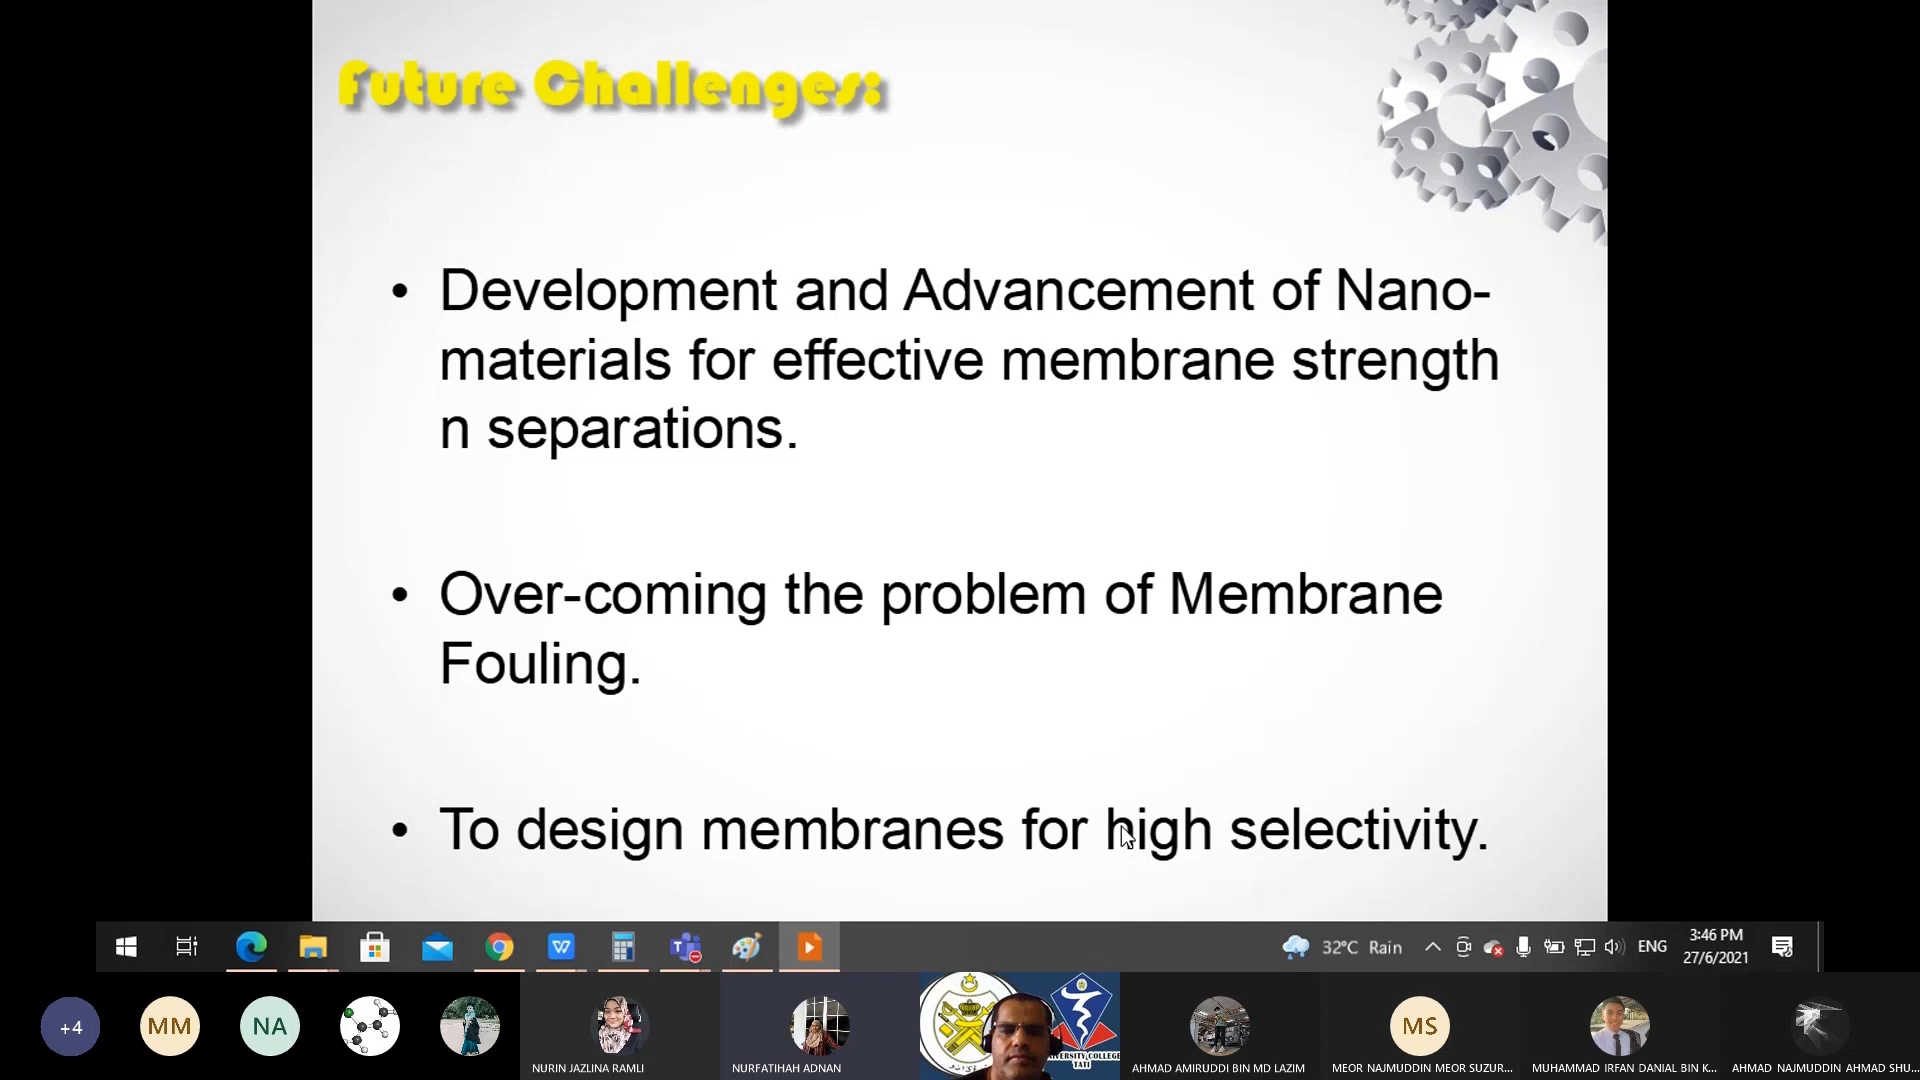 Future Challenges:
• Development and Advancement of Nano-
materials for effective membrane strength
n separations.
• Over-coming the problem of Membrane
Fouling.
• To design membranes for high selectivity.
32°C Rain
ENG
3:46 PM
27/6/2021
+4
MM
NA
MS
UNIVERSITY COLLEGE
TATI
NURIN JAZLINA RAMLI
NURFATIHAH ADNAN
AHMAD AMIRUDDI BIN MD LAZIM
MEOR NAJMUDDIN MEOR SUZUR...
MUHAMMAD IRFAN DANIAL BIN K...
AHMAD NAJMUDDIN AHMAD SHU...